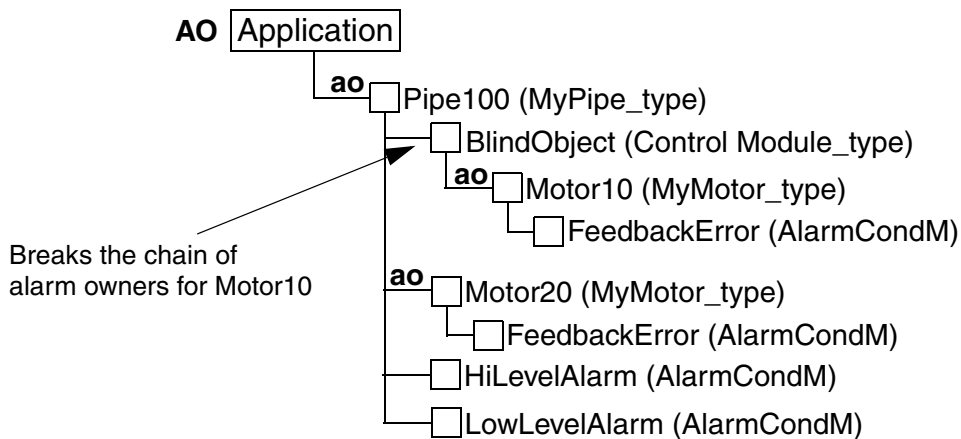 AO Application
ao Pipe100 (MyPipe_type)
BlindObject (Control Module_type)
ao Motor10 (MyMotor_type)
FeedbackError (AlarmCondM)
Breaks the chain of
alarm owners for Motor10
ao Motor20 (MyMotor_type)
FeedbackError (AlarmCondM)
HiLevelAlarm (AlarmCondM)
LowLevelAlarm (AlarmCondM)